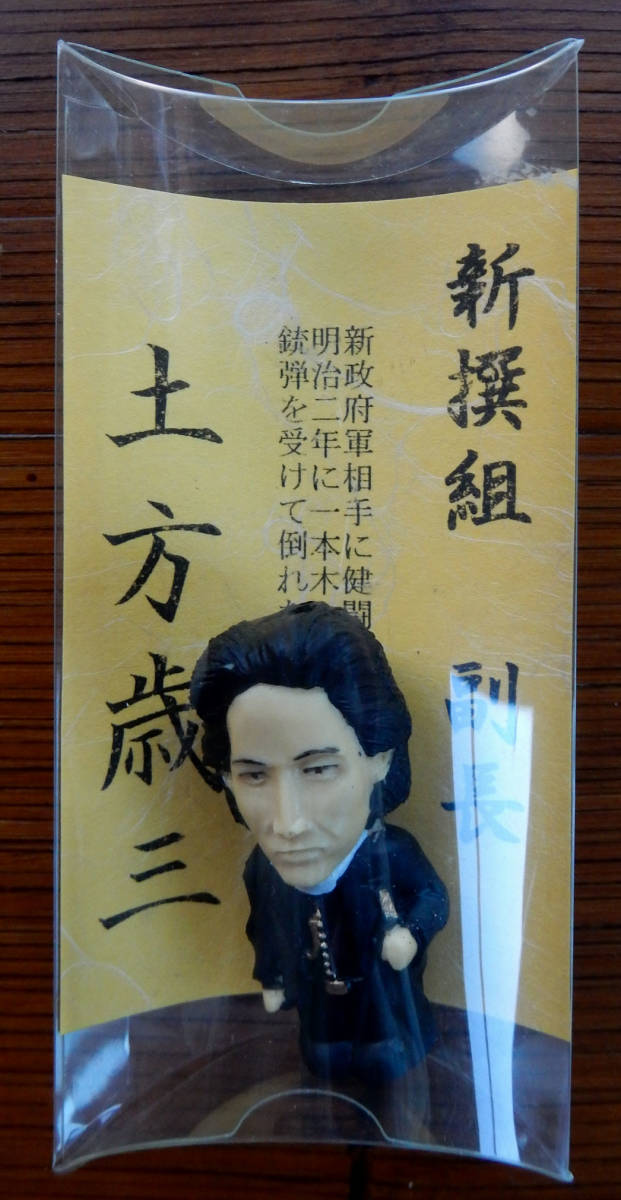 新撰組 副長
新政府軍相手に健闘
明治二年に一本木
銃弾を受けて倒れ
土方歳三